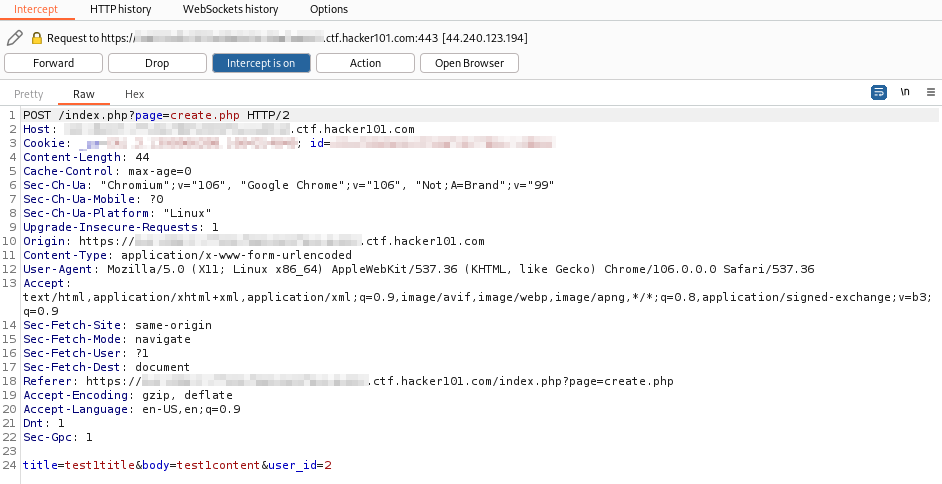 Intercept HTTP history WebSockets history Options
Request to https:// .ctf.hacker101.com:443 [44.240.123.194]
Forward Drop Intercept is on Action Open Browser
Pretty Raw Hex \n
1 POST /index.php?page=create.php HTTP/2
2 Host: .ctf.hacker101.com
3 Cookie: ; id=
4 Content-Length: 44
5 Cache-Control: max-age=0
6 Sec-Ch-Ua: "Chromium";v="106", "Google Chrome";v="106", "Not;A=Brand";v="99"
7 Sec-Ch-Ua-Mobile: ?0
8 Sec-Ch-Ua-Platform: "Linux"
9 Upgrade-Insecure-Requests: 1
10 Origin: https:// .ctf.hacker101.com
11 Content-Type: application/x-www-form-urlencoded
12 User-Agent: Mozilla/5.0 (X11; Linux x86_64) AppleWebKit/537.36 (KHTML, like Gecko) Chrome/106.0.0.0 Safari/537.36
13 Accept:
text/html,application/xhtml+xml,application/xml;q=0.9,image/avif,image/webp,image/apng,*/*;q=0.8,application/signed-exchange;v=b3;
q=0.9
14 Sec-Fetch-Site: same-origin
15 Sec-Fetch-Mode: navigate
16 Sec-Fetch-User: ?1
17 Sec-Fetch-Dest: document
18 Referer: https:// .ctf.hacker101.com/index.php?page=create.php
19 Accept-Encoding: gzip, deflate
20 Accept-Language: en-US,en;q=0.9
21 Dnt: 1
22 Sec-Gpc: 1
23
24 title=test1title&body=test1content&user_id=2